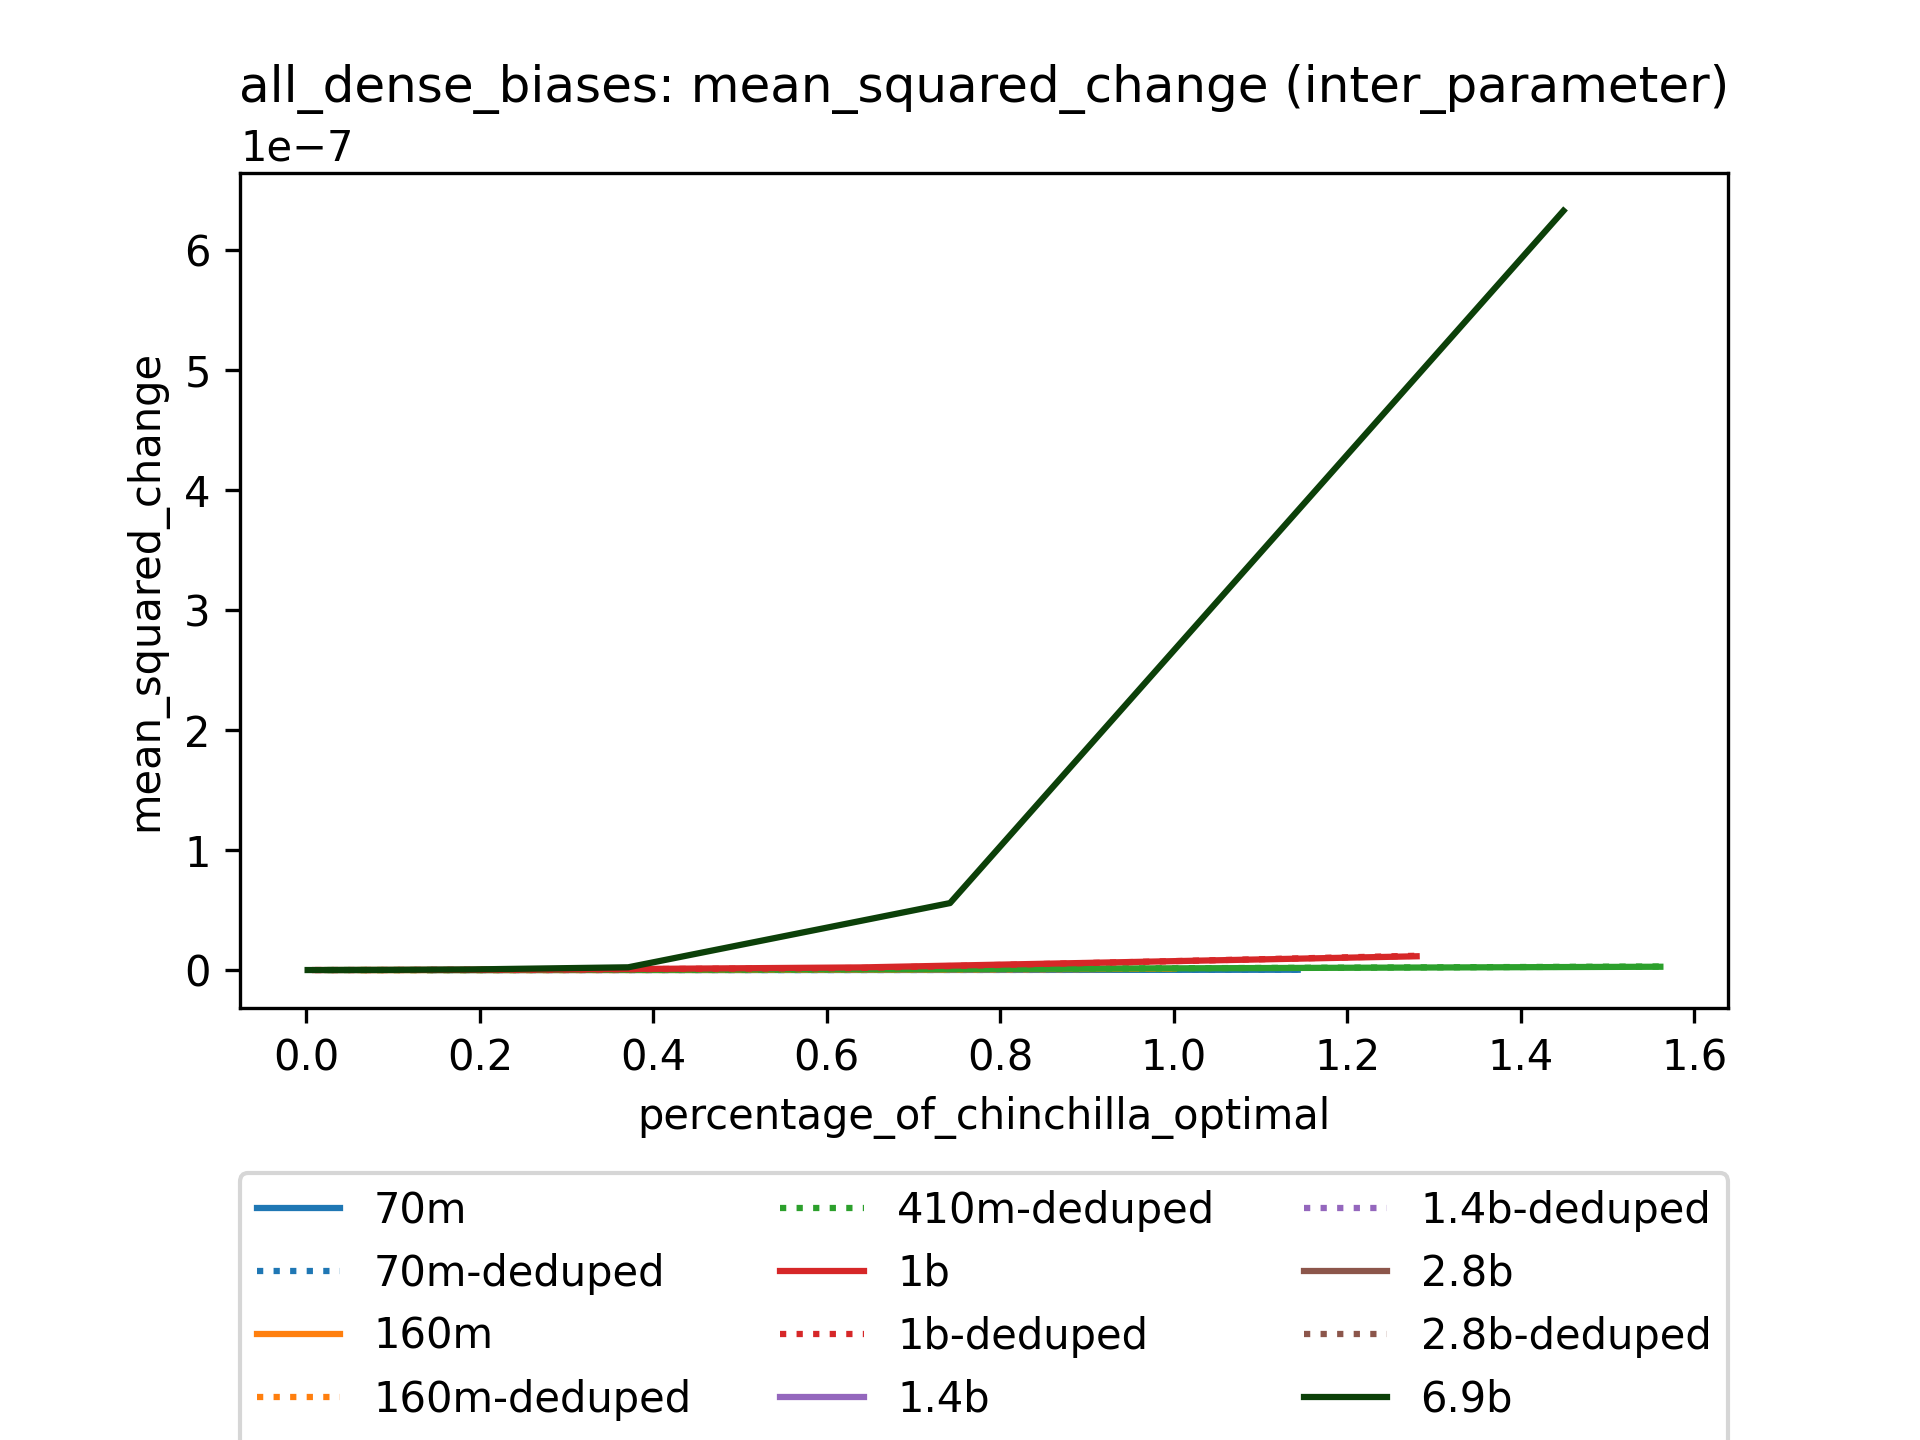 all_dense_biases: mean_squared_change (inter_parameter)
1e−7
6
5
4
3
2
1
0
mean_squared_change
0.0 0.2 0.4 0.6 0.8 1.0 1.2 1.4 1.6
percentage_of_chinchilla_optimal
70m 410m-deduped 1.4b-deduped
70m-deduped 1b 2.8b
160m 1b-deduped 2.8b-deduped
160m-deduped 1.4b 6.9b